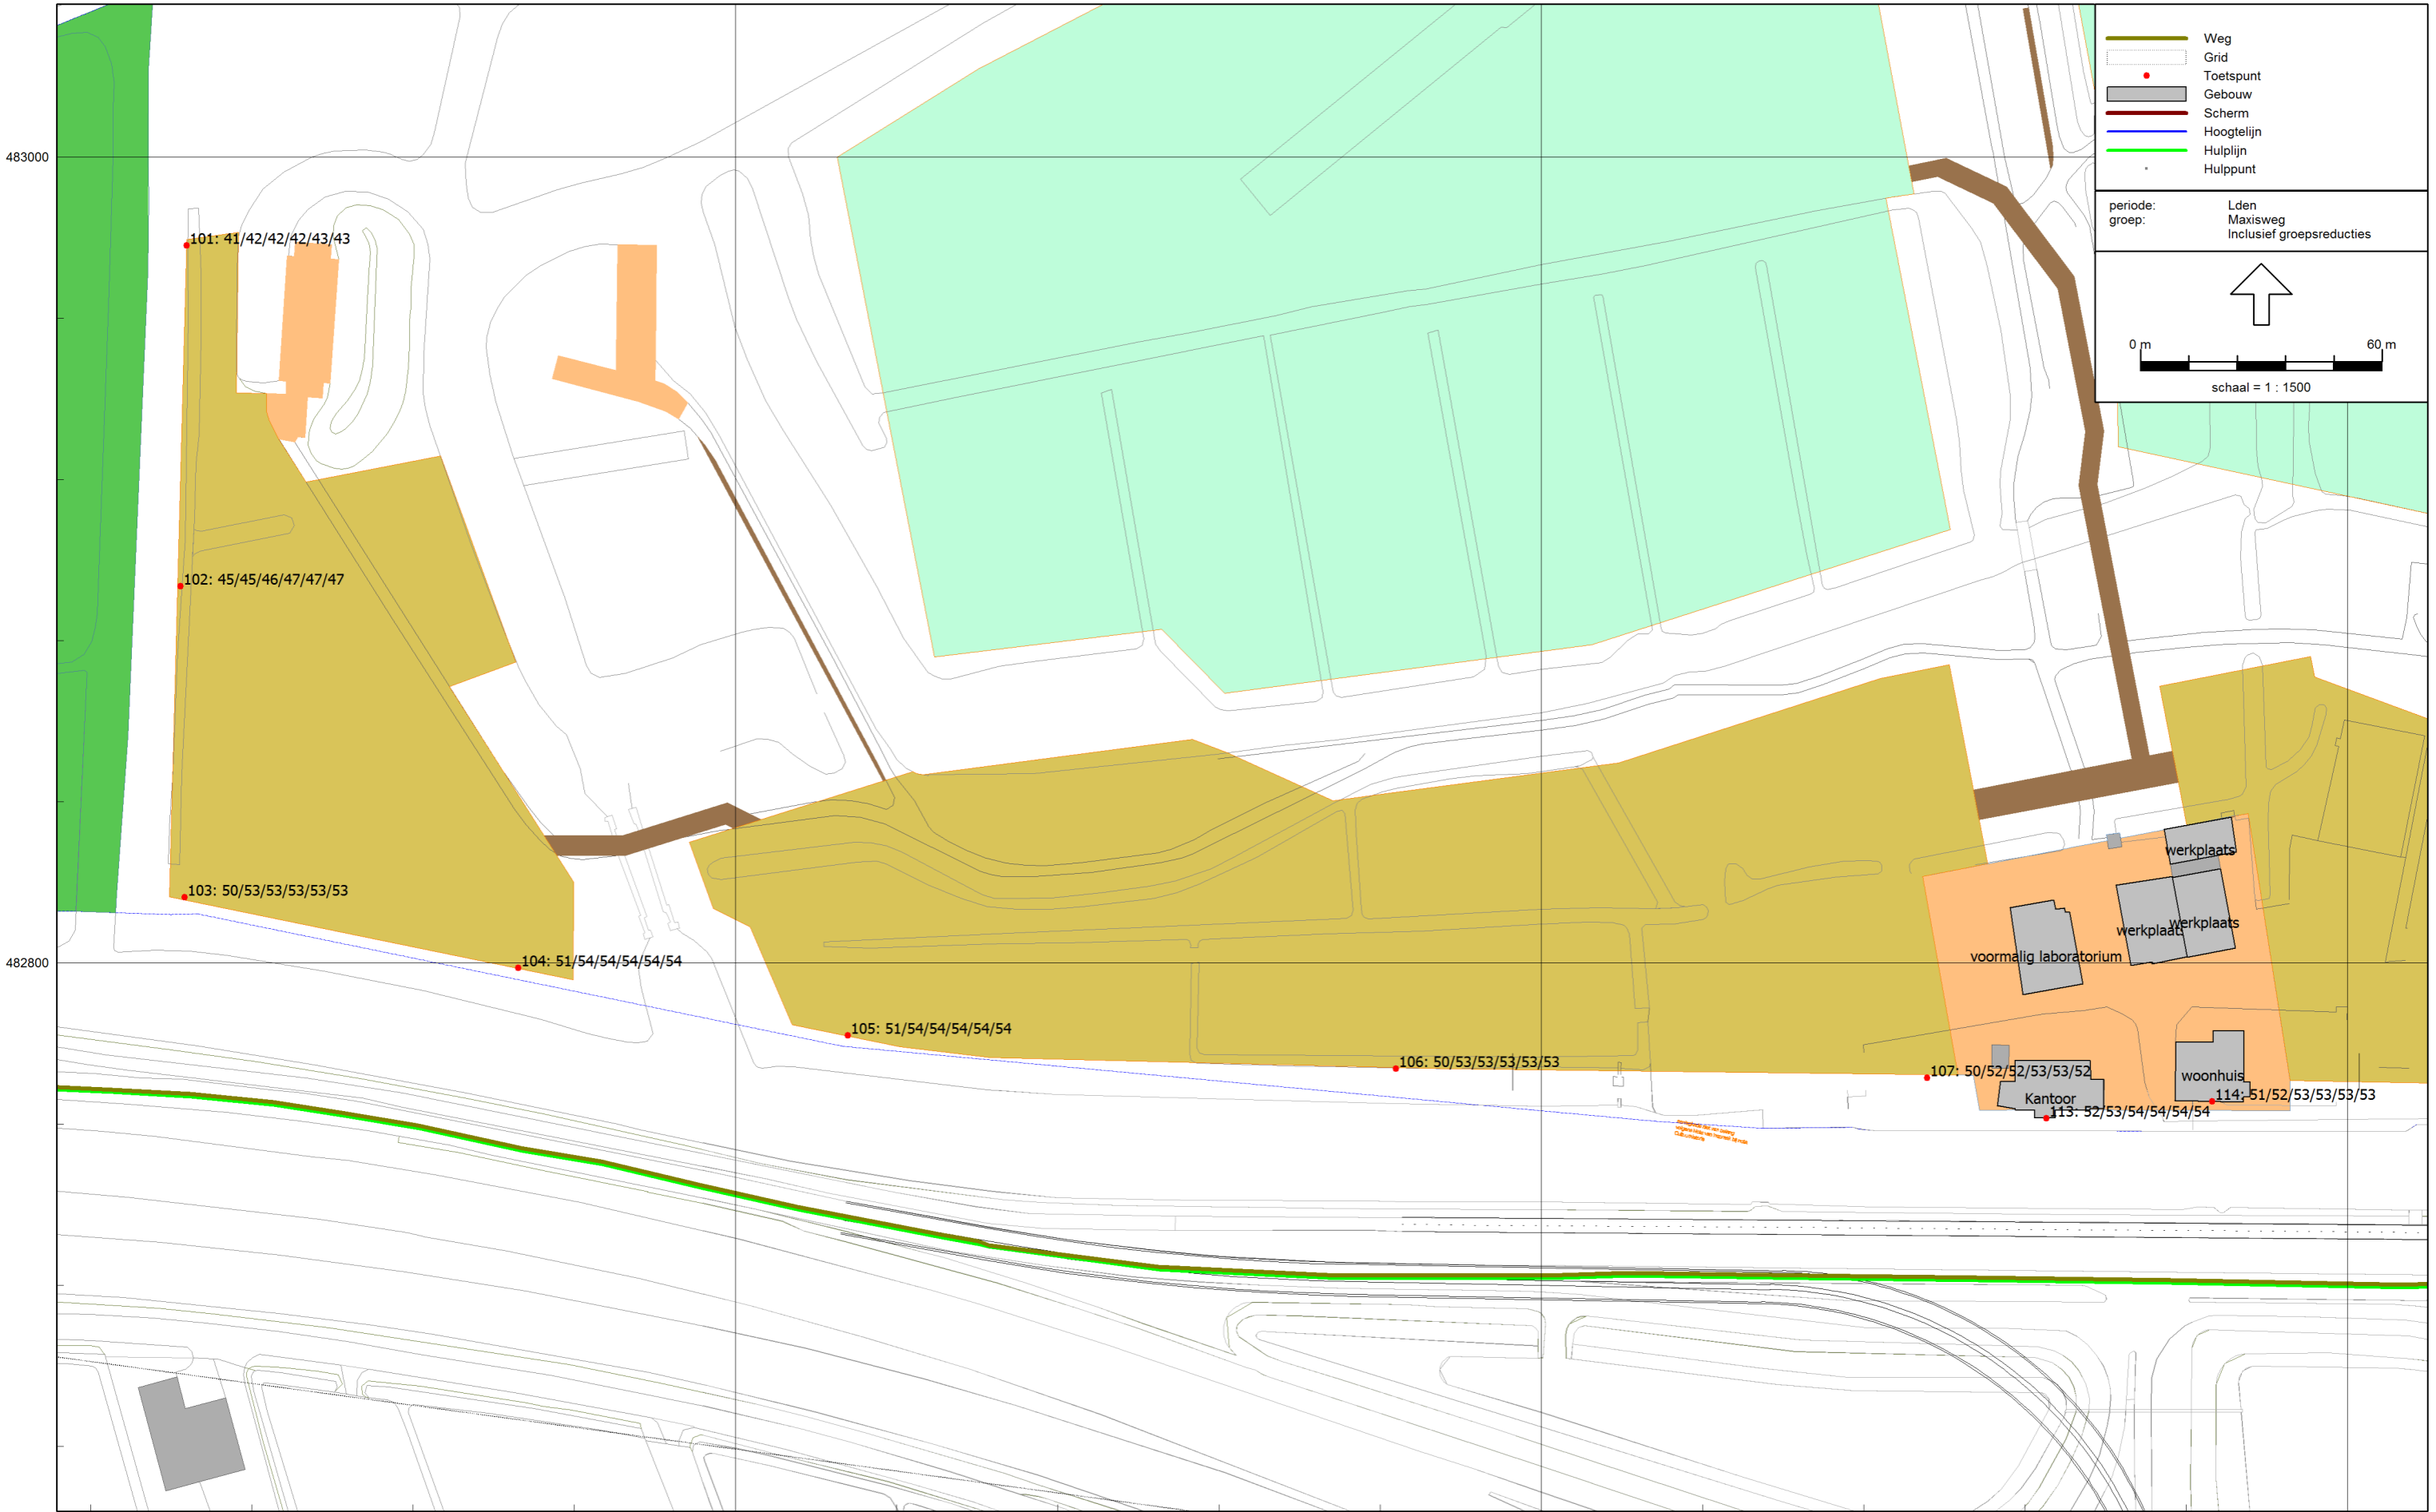 Weg
Grid
Toetspunt
Gebouw
Scherm
Hoogtelijn
Hulplijn
Hulppunt
periode: Lden
groep: Maxisweg
Inclusief groepsreducties
0 m 60 m
schaal = 1 : 1500
483000
101: 41/42/42/42/43/43
102: 45/45/46/47/47/47
werkplaats
103: 50/53/53/53/53/53
werkplaats werkplaats
voormalig laboratorium
482800
104: 51/54/54/54/54/54
105: 51/54/54/54/54/54
106: 50/53/53/53/53/53
107: 50/52/52/53/53/52
woonhuis
Kantoor
114: 51/52/53/53/53/53
113: 52/53/54/54/54/54